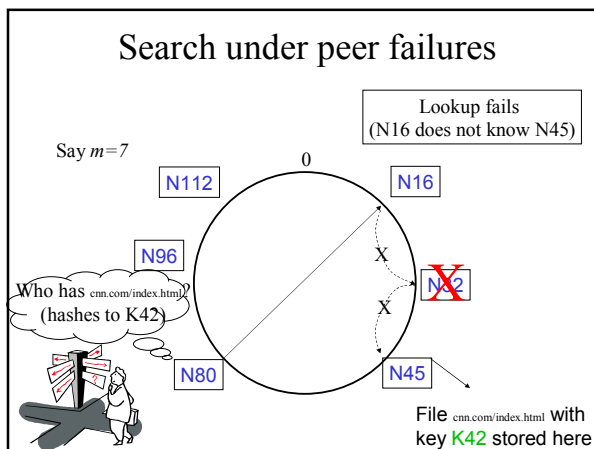 Search under peer failures
Lookup fails
(N16 does not know N45)
Say m=7
0
N112
N16
N96
X
N32
X
Who has cnn.com/index.html?
(hashes to K42)
X
?
N80
N45
File cnn.com/index.html with
key K42 stored here